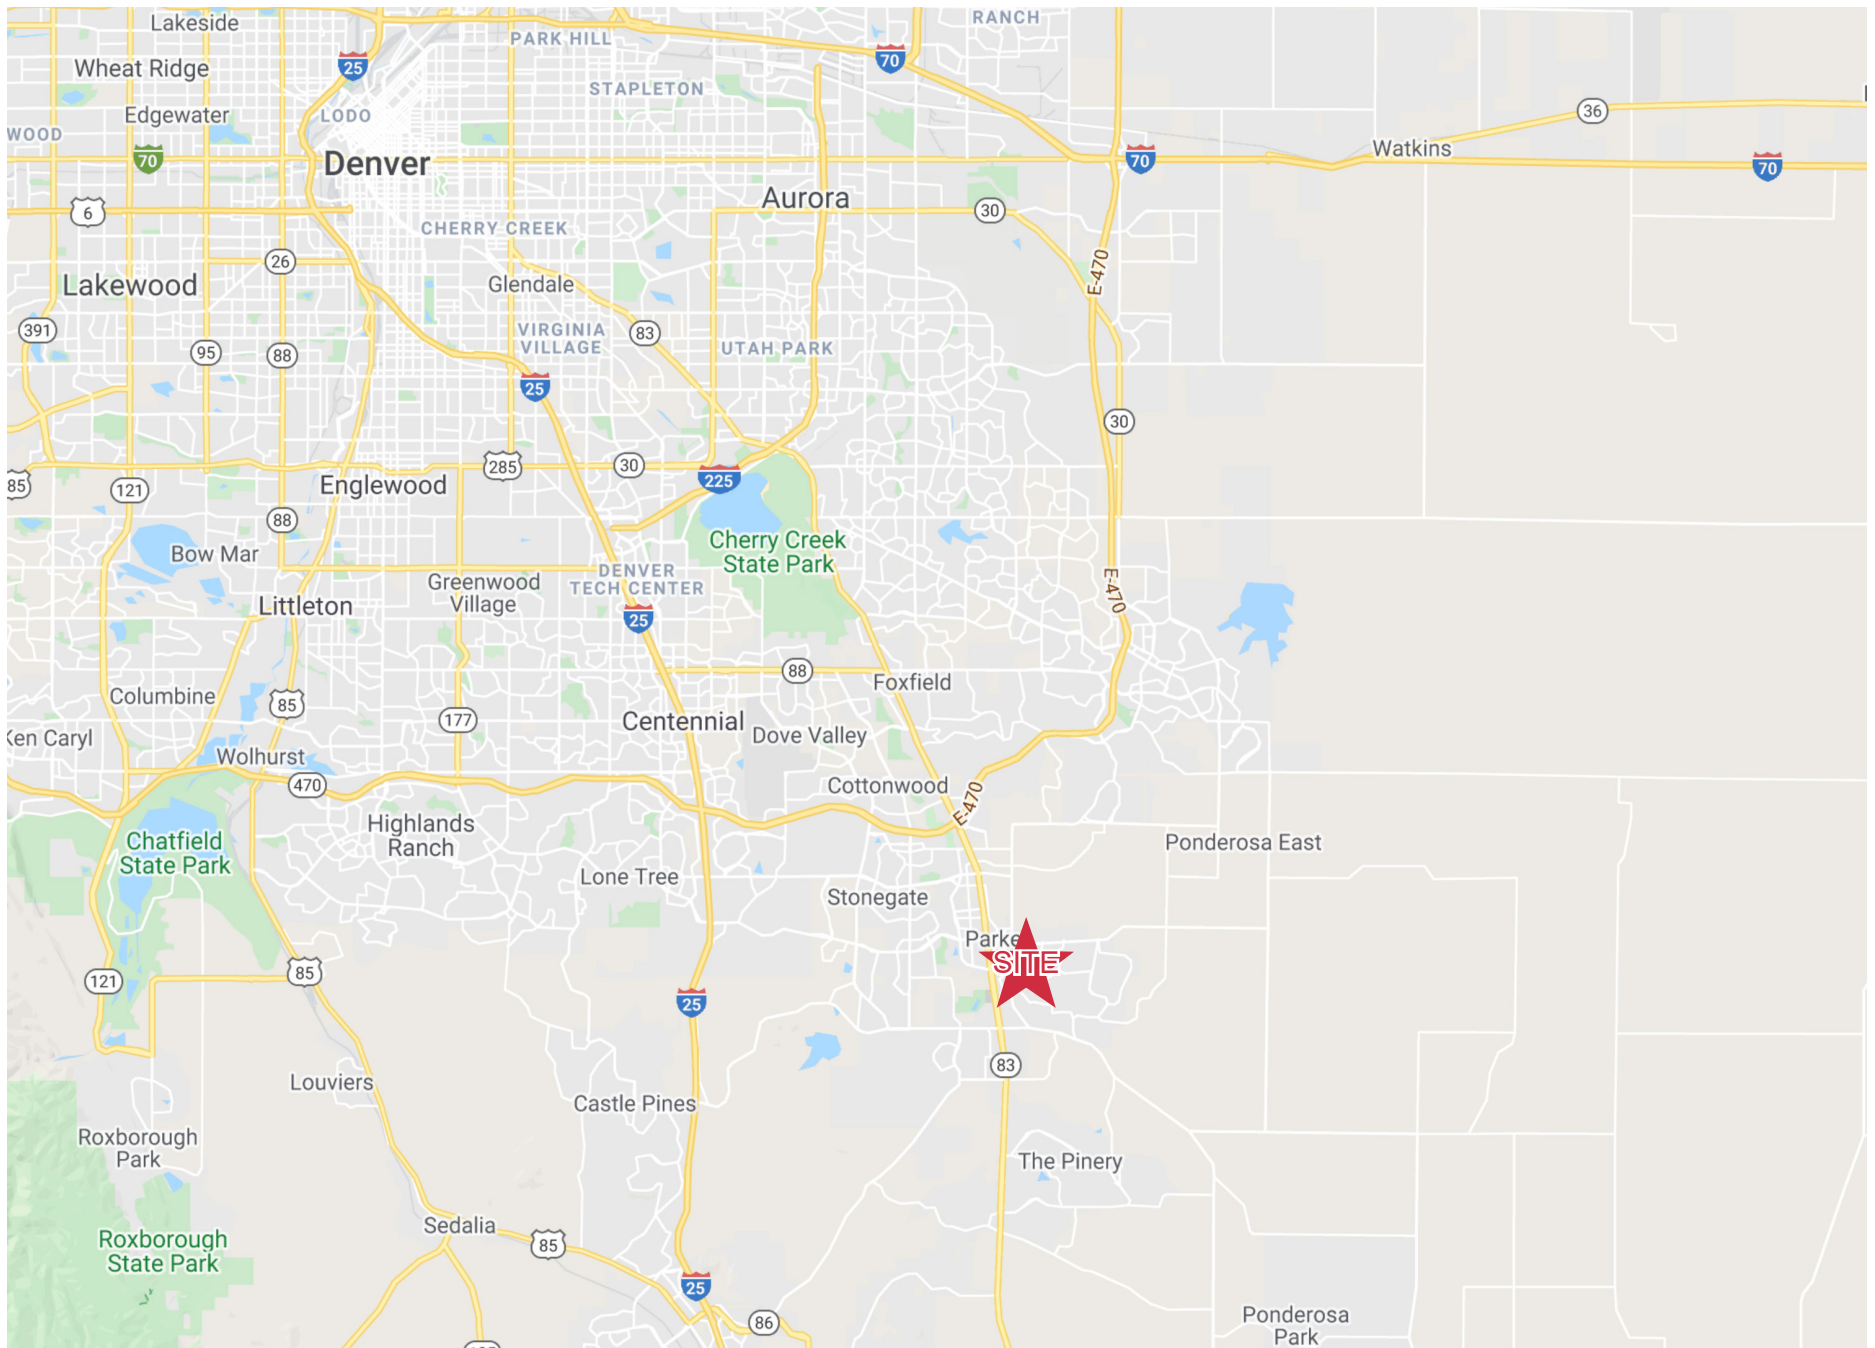 Lakeside
RANCH
PARK HILL
25
70
Wheat Ridge
STAPLETON
Edgewater
LODO
36
WOOD
Watkins
70
Denver
70
70
Aurora
6
30
CHERRY CREEK
26
E-470
Lakewood
Glendale
391
VIRGINIA
VILLAGE
83
UTAH PARK
95
88
25
30
285
30
85
121
Englewood
225
88
Cherry Creek
State Park
Bow Mar
DENVER
TECH CENTER
Greenwood
Village
E-470
Littleton
25
88
Foxfield
Columbine
85
177
Centennial
Dove Valley
Ken Caryl
Wolhurst
470
Cottonwood
E-470
Highlands
Ranch
Chatfield
State Park
Ponderosa East
Lone Tree
Stonegate
Parke
SITE
121
85
25
83
Louviers
Castle Pines
Roxborough
Park
The Pinery
Sedalia
85
Roxborough
State Park
25
86
Ponderosa
Park